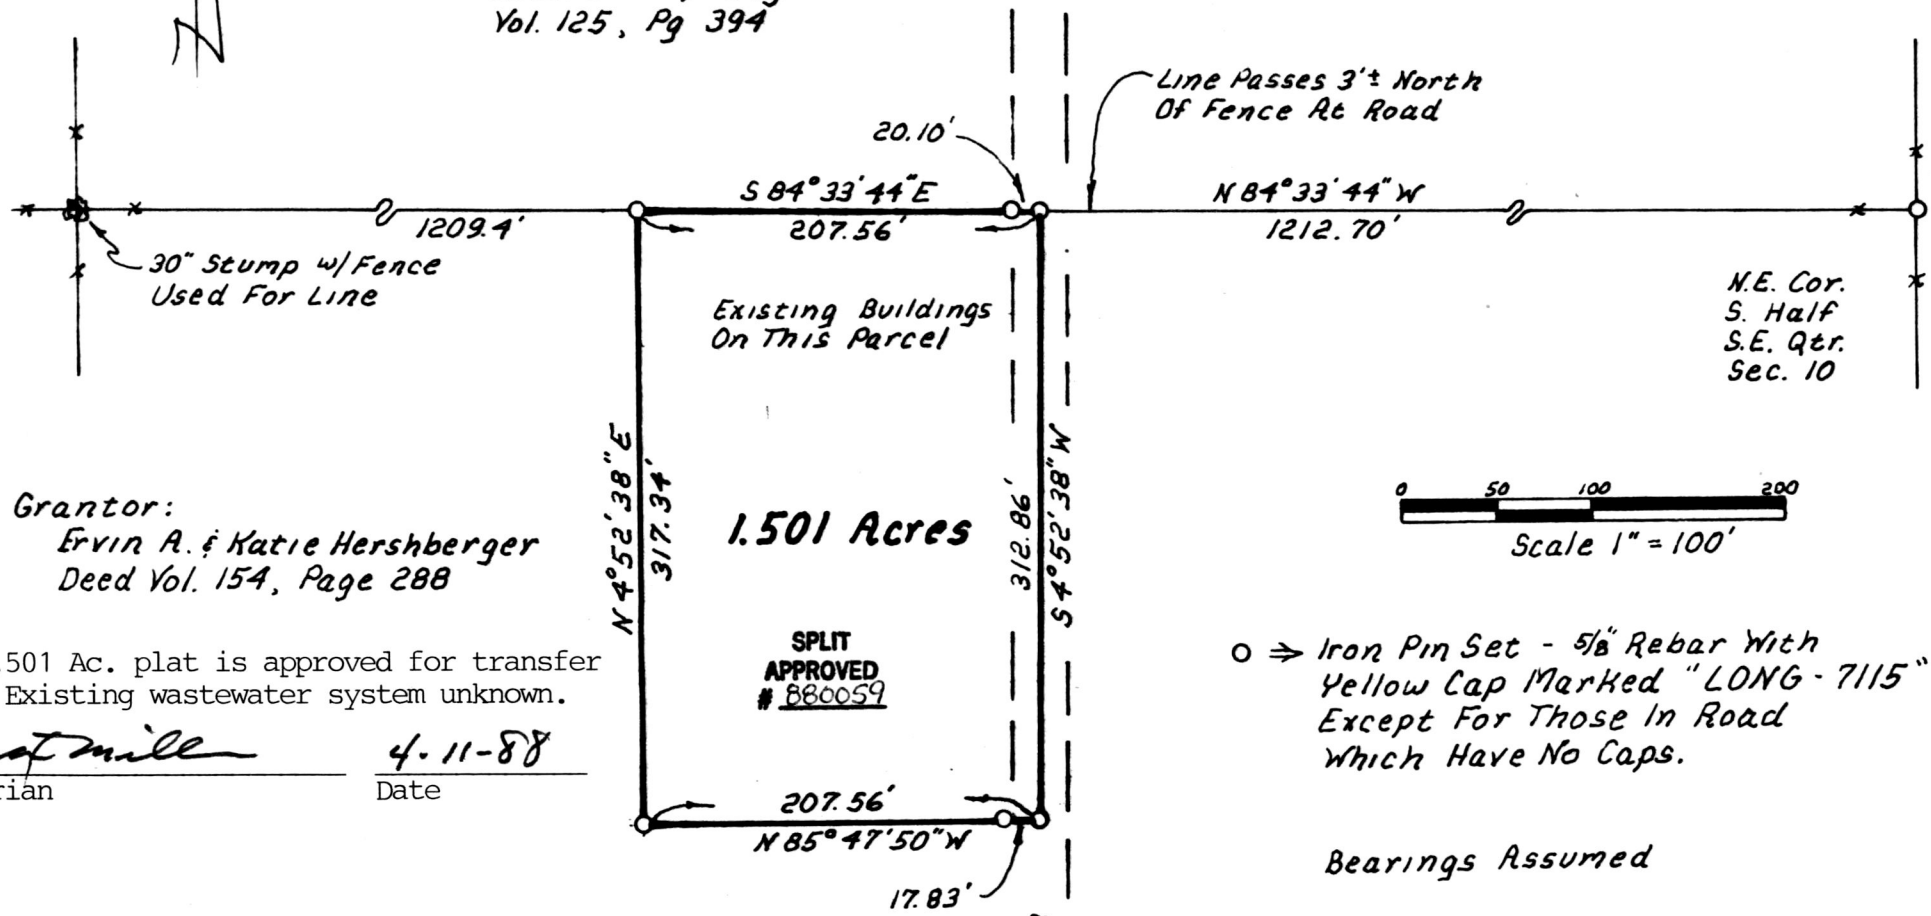 Vol. 125, Pg 394
Line Passes 3'± North
Of Fence At Road
20.10'
S 84°33'44"E
207.56'
N 84°33'44"W
1212.70'
1209.4'
30" Stump w/Fence
Used For Line
Existing Buildings
On This Parcel
N.E. Cor.
S. Half
S.E. Qtr.
Sec. 10
N 4°52'38"E
317.34'
1.501 Acres
312.86'
S 4°52'38"W
0 50 100 200
Scale 1" = 100'
Grantor:
Ervin A. & Katie Hershberger
Deed Vol. 154, Page 288
501 Ac. plat is approved for transfer
Existing wastewater system unknown.
4-11-88
rian
Date
SPLIT
APPROVED
# 880059
O ⇒ Iron Pin Set - 5/8" Rebar With
Yellow Cap Marked "LONG - 7115"
Except For Those In Road
Which Have No Caps.
207.56'
N 85°47'50"W
17.83'
Bearings Assumed